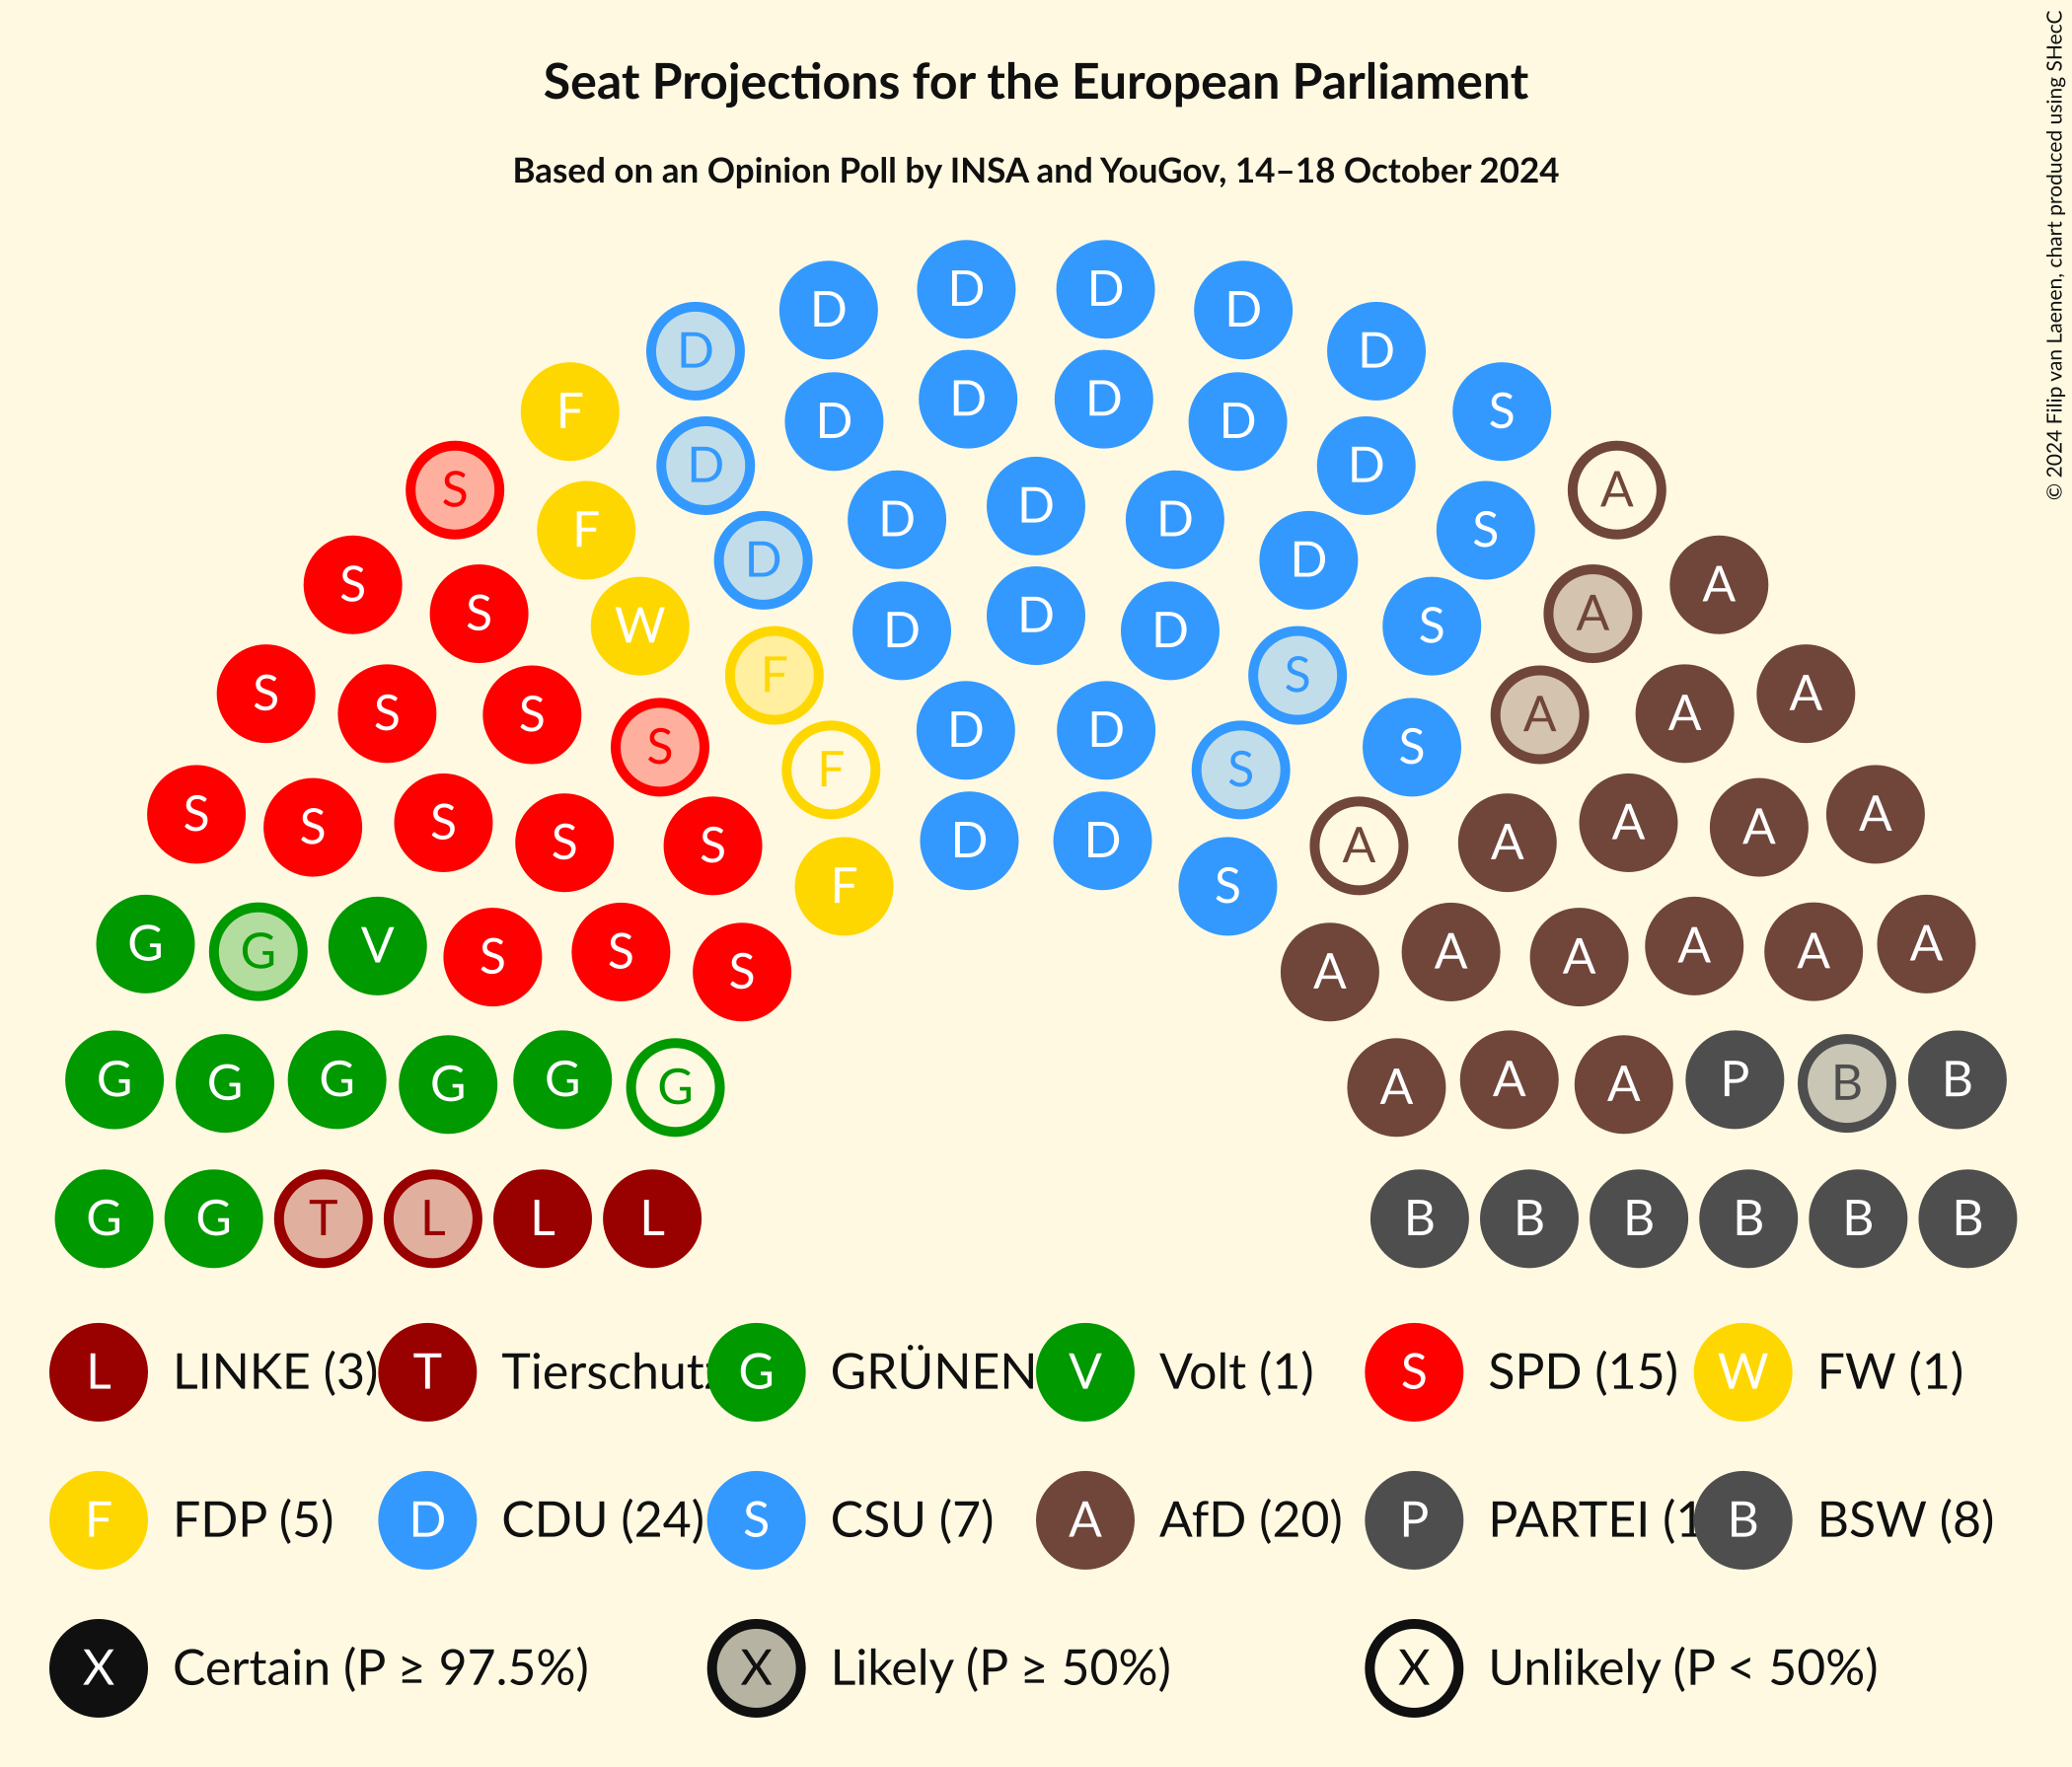 Seat Projections for the European Parliament
Based on an Opinion Poll by INSA and YouGov, 14–18 October 2024
© 2024 Filip van Laenen, chart produced using SHecC
D D D D
D D S
F D D D D A
S F D D S
D D D D
S S W D D S A A
F D D D S
S S S S F D D S S A A A
S S S S S F D D S A A A A A
G G V S S S A A A A A A
G G G G G G A A A P B B
G G T L L L B B B B B B
L LINKE (3) T Tierschutz G GRÜNEN V Volt (1) S SPD (15) W FW (1)
F FDP (5) D CDU (24) S CSU (7) A AfD (20) P PARTEI (1 B BSW (8)
X Certain (P ≥ 97.5%) X Likely (P ≥ 50%) X Unlikely (P < 50%)